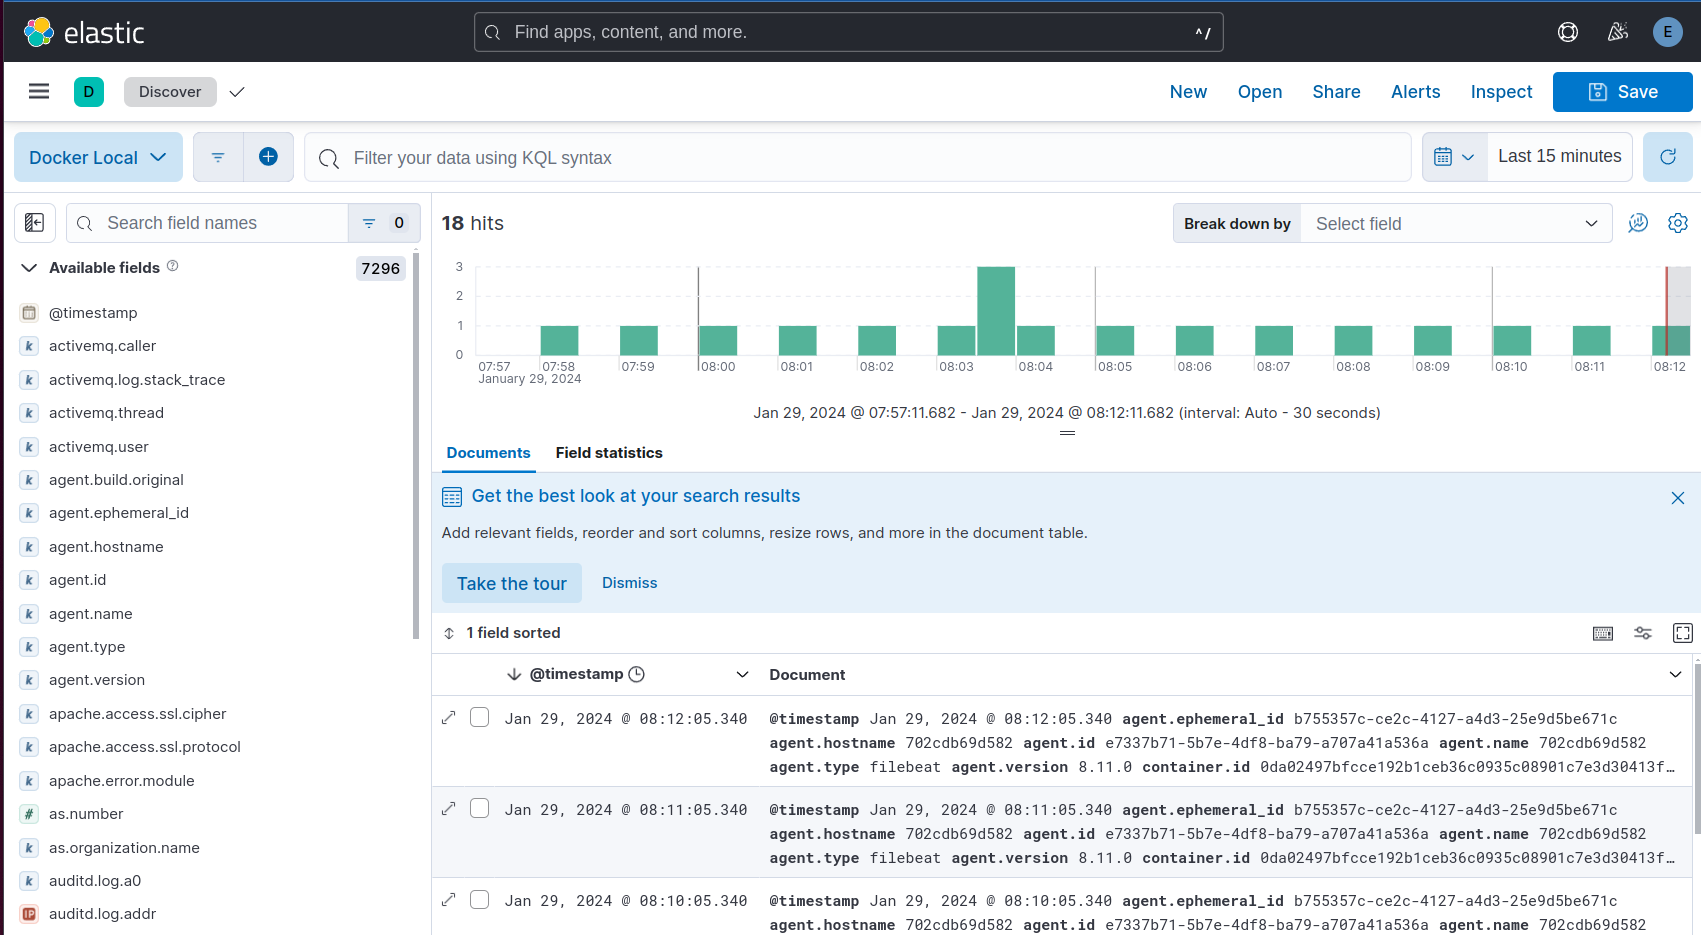 elastic
Find apps, content, and more.
^ /
E
D
Discover
New
Open
Share
Alerts
Inspect
Save
Docker Local
Filter your data using KQL syntax
Last 15 minutes
Search field names
0
18 hits
Break down by
Select field
Available fields
7296
@timestamp
k activemq.caller
k activemq.log.stack_trace
k activemq.thread
k activemq.user
k agent.build.original
k agent.ephemeral_id
k agent.hostname
k agent.id
k agent.name
k agent.type
k agent.version
k apache.access.ssl.cipher
k apache.access.ssl.protocol
k apache.error.module
# as.number
k as.organization.name
k auditd.log.a0
IP auditd.log.addr
3
2
1
0
07:57 07:58 07:59 08:00 08:01 08:02 08:03 08:04 08:05 08:06 08:07 08:08 08:09 08:10 08:11 08:12
January 29, 2024
Jan 29, 2024 @ 07:57:11.682 - Jan 29, 2024 @ 08:12:11.682 (interval: Auto - 30 seconds)
Documents
Field statistics
Get the best look at your search results
Add relevant fields, reorder and sort columns, resize rows, and more in the document table.
Take the tour
Dismiss
1 field sorted
@timestamp
Document
Jan 29, 2024 @ 08:12:05.340
@timestamp Jan 29, 2024 @ 08:12:05.340 agent.ephemeral_id b755357c-ce2c-4127-a4d3-25e9d5be671c
agent.hostname 702cdb69d582 agent.id e7337b71-5b7e-4df8-ba79-a707a41a536a agent.name 702cdb69d582
agent.type filebeat agent.version 8.11.0 container.id 0da02497bfcce192b1ceb36c0935c08901c7e3d30413f…
Jan 29, 2024 @ 08:11:05.340
@timestamp Jan 29, 2024 @ 08:11:05.340 agent.ephemeral_id b755357c-ce2c-4127-a4d3-25e9d5be671c
agent.hostname 702cdb69d582 agent.id e7337b71-5b7e-4df8-ba79-a707a41a536a agent.name 702cdb69d582
agent.type filebeat agent.version 8.11.0 container.id 0da02497bfcce192b1ceb36c0935c08901c7e3d30413f…
Jan 29, 2024 @ 08:10:05.340
@timestamp Jan 29, 2024 @ 08:10:05.340 agent.ephemeral_id b755357c-ce2c-4127-a4d3-25e9d5be671c
agent.hostname 702cdb69d582 agent.id e7337b71-5b7e-4df8-ba79-a707a41a536a agent.name 702cdb69d582